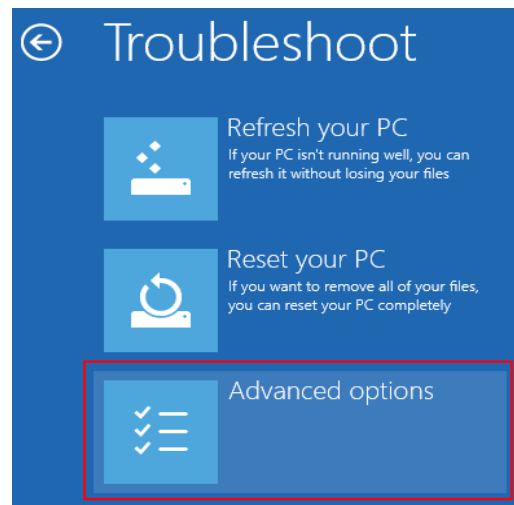 Troubleshoot
Refresh your PC
If your PC isn't running well, you can
refresh it without losing your files
Reset your PC
If you want to remove all of your files,
you can reset your PC completely
Advanced options